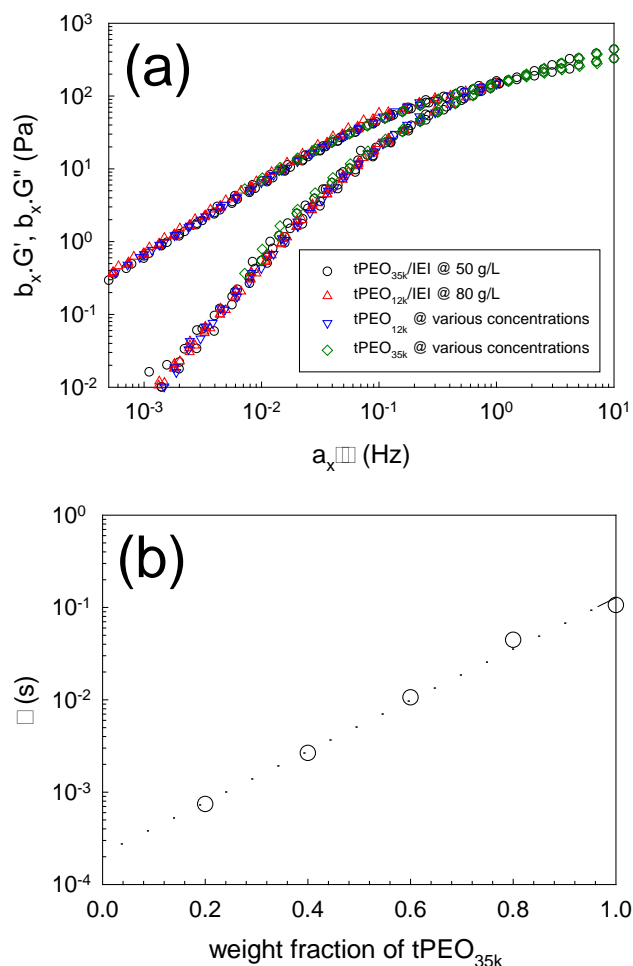 (a)
10³
10²
10¹
10⁰
10⁻¹
10⁻²
bₓ.G', bₓ.G" (Pa)
tPEO₃₅ₖ/IEI @ 50 g/L
tPEO₁₂ₖ/IEI @ 80 g/L
tPEO₁₂ₖ @ various concentrations
tPEO₃₅ₖ @ various concentrations
10⁻³ 10⁻² 10⁻¹ 10⁰ 10¹
aₓ□□ (Hz)
(b)
10⁰
10⁻¹
10⁻²
10⁻³
10⁻⁴
□ (s)
0.0 0.2 0.4 0.6 0.8 1.0
weight fraction of tPEO₃₅ₖ